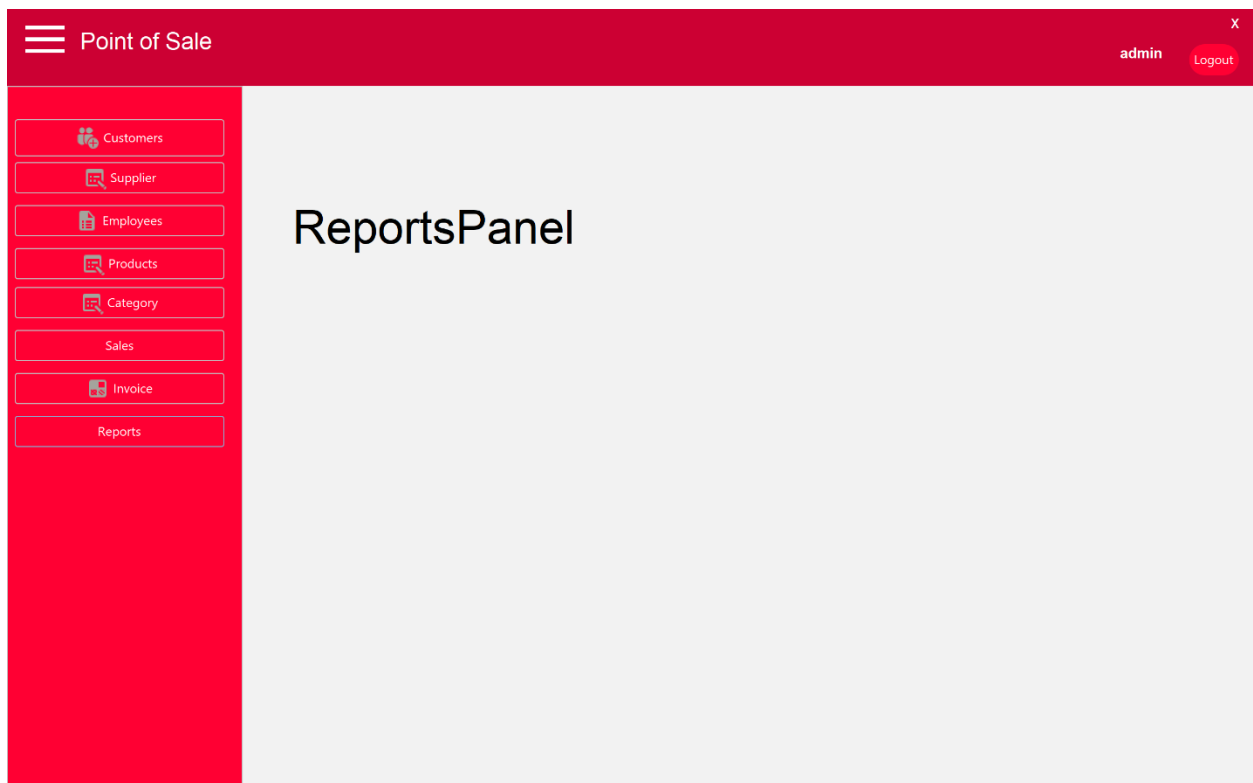 X
Point of Sale
admin
Logout
Customers
Supplier
Employees
Products
Category
Sales
Invoice
Reports
ReportsPanel